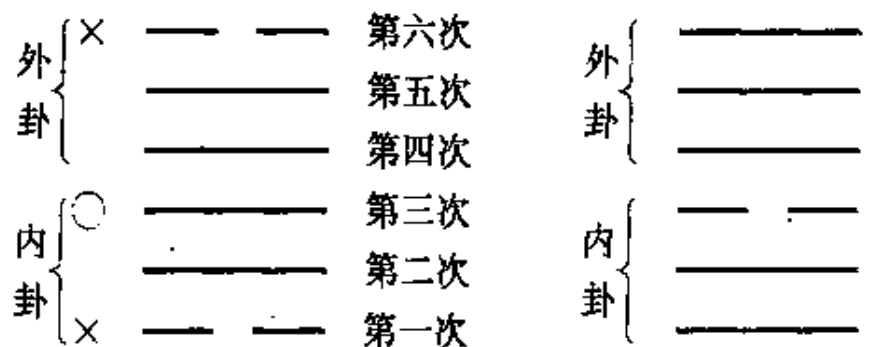 外卦 × 第六次 外卦
第五次
第四次
内卦 ○ 第三次 内卦
第二次
× 第一次